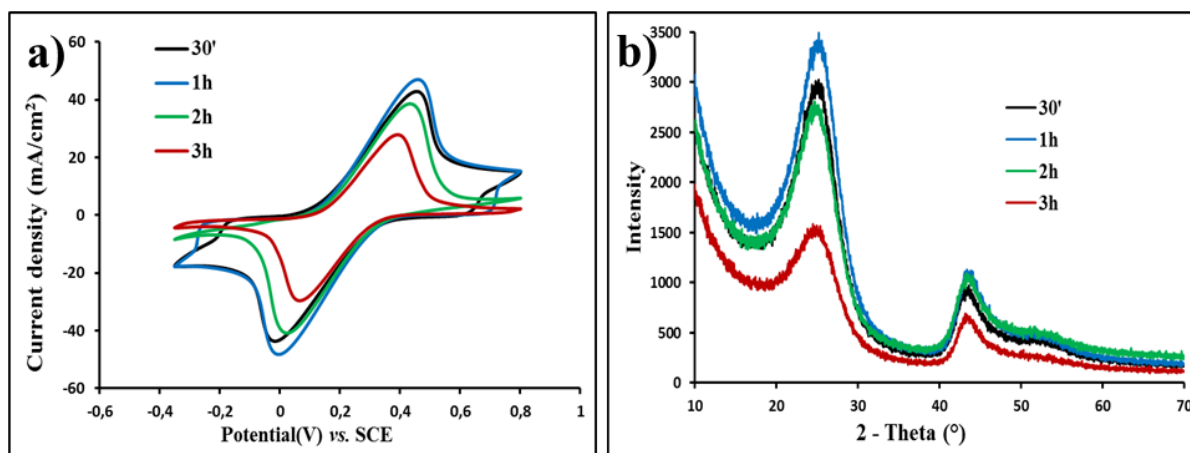 a)
30'
1h
2h
3h
Current density (mA/cm²)
60
40
20
0
-20
-40
-60
-0,6
-0,4
-0,2
0
0,2
0,4
0,6
0,8
1
Potential(V) vs. SCE
b)
30'
1h
2h
3h
Intensity
3500
3000
2500
2000
1500
1000
500
0
10
20
30
40
50
60
70
2 - Theta (°)